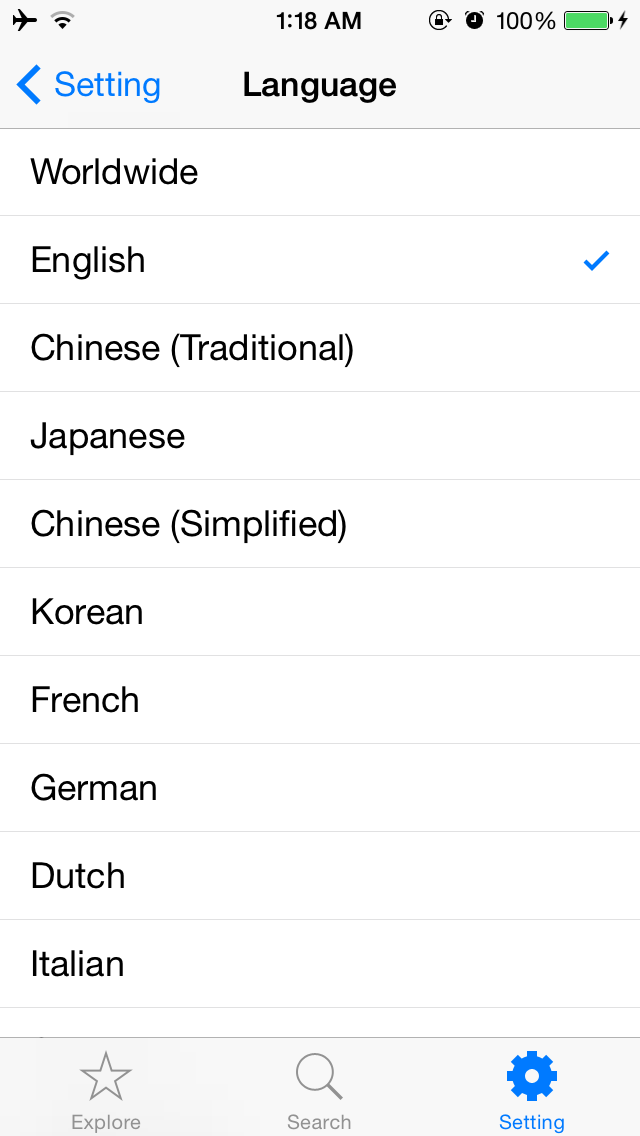 1:18 AM 100%
Setting Language
Worldwide
English
Chinese (Traditional)
Japanese
Chinese (Simplified)
Korean
French
German
Dutch
Italian
Explore Search Setting